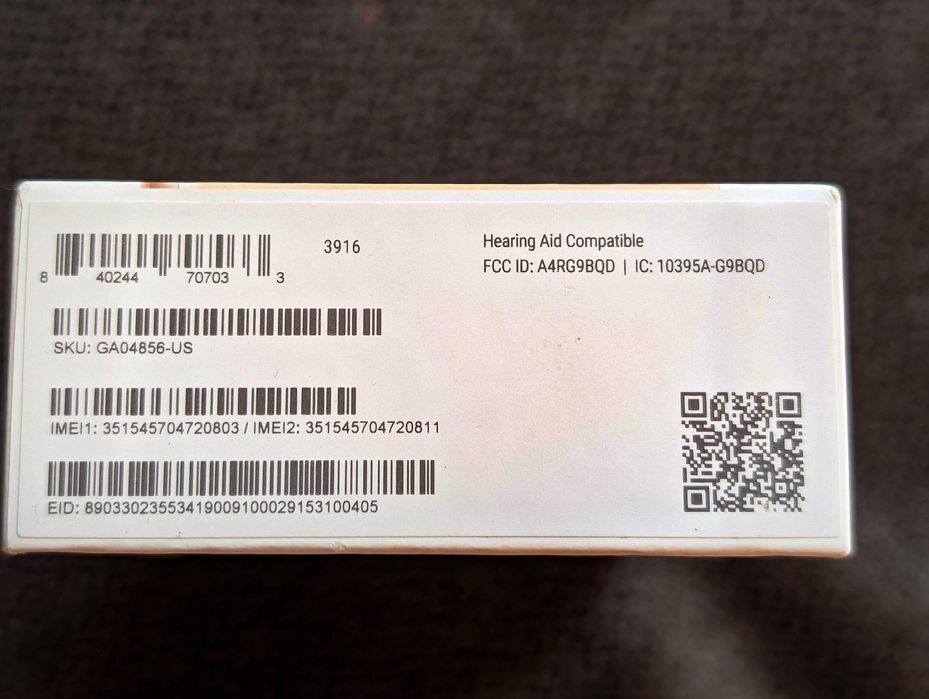 3916
Hearing Aid Compatible
8 40244 70703 3
FCC ID: A4RG9BQD | IC: 10395A-G9BQD
SKU: GA04856-US
IMEI1: 351545704720803 / IMEI2: 351545704720811
EID: 89033023553419009100029153100405